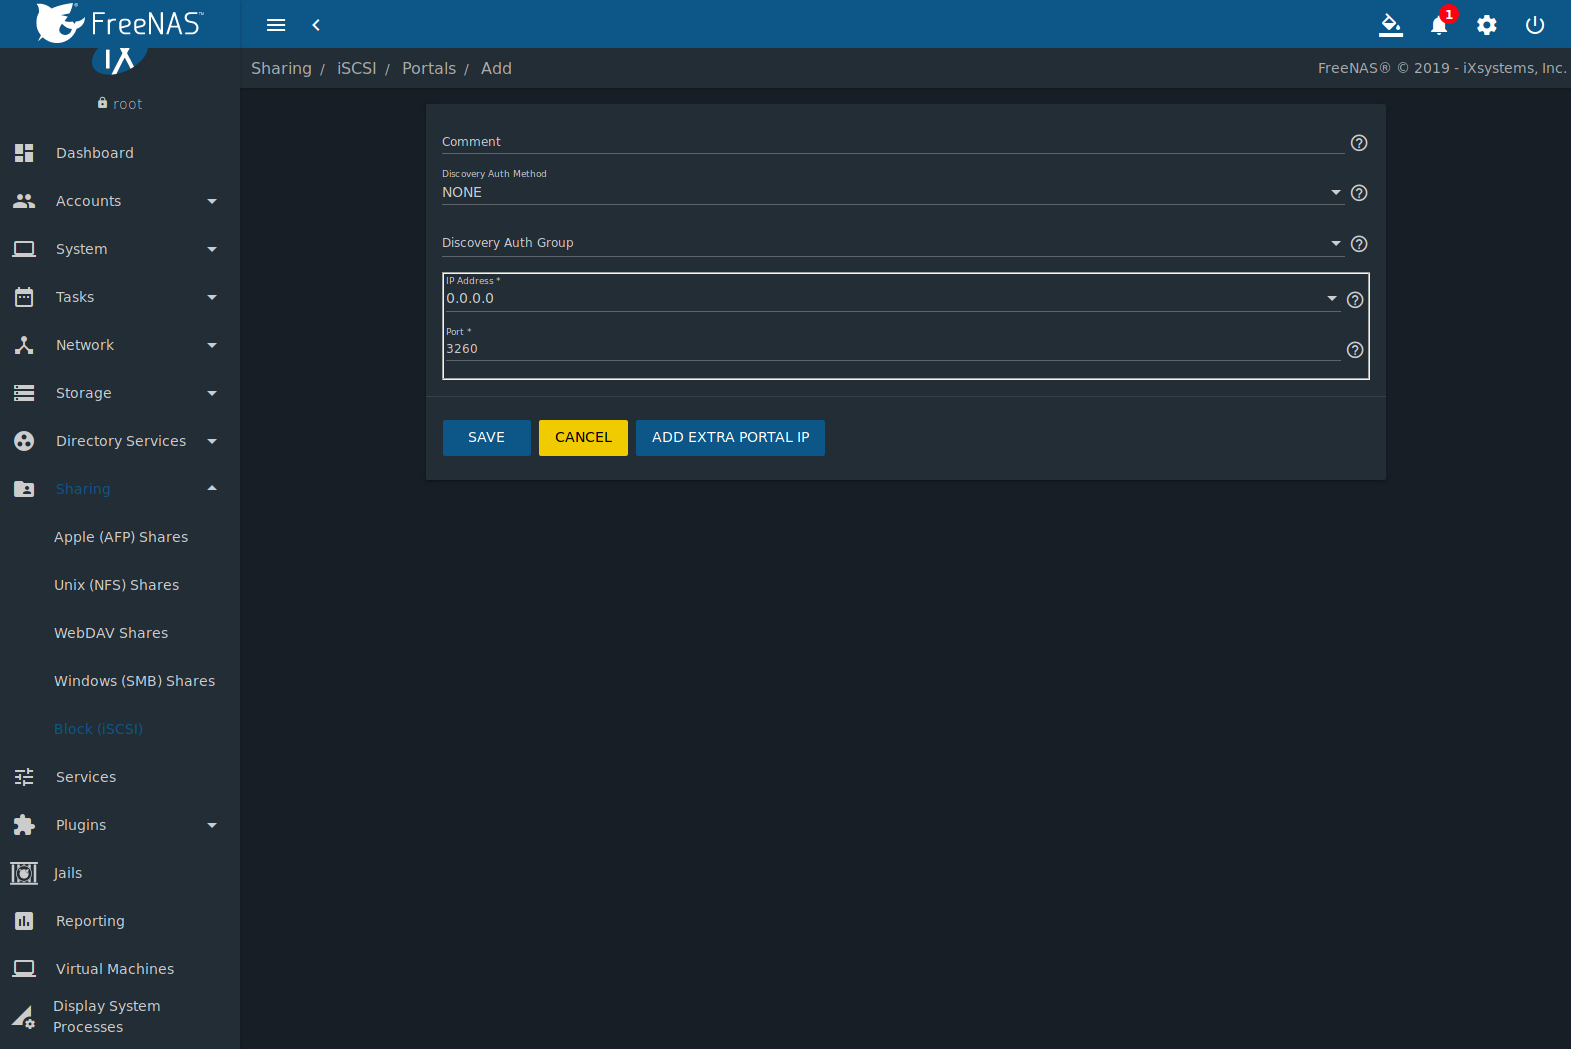 FreeNAS™
1
Sharing / iSCSI / Portals / Add
FreeNAS® © 2019 - iXsystems, Inc.
iX
root
Dashboard
Accounts
System
Tasks
Network
Storage
Directory Services
Sharing
Apple (AFP) Shares
Unix (NFS) Shares
WebDAV Shares
Windows (SMB) Shares
Block (iSCSI)
Services
Plugins
Jails
Reporting
Virtual Machines
Display System
Processes
Comment
Discovery Auth Method
NONE
Discovery Auth Group
IP Address *
0.0.0.0
Port *
3260
SAVE CANCEL ADD EXTRA PORTAL IP